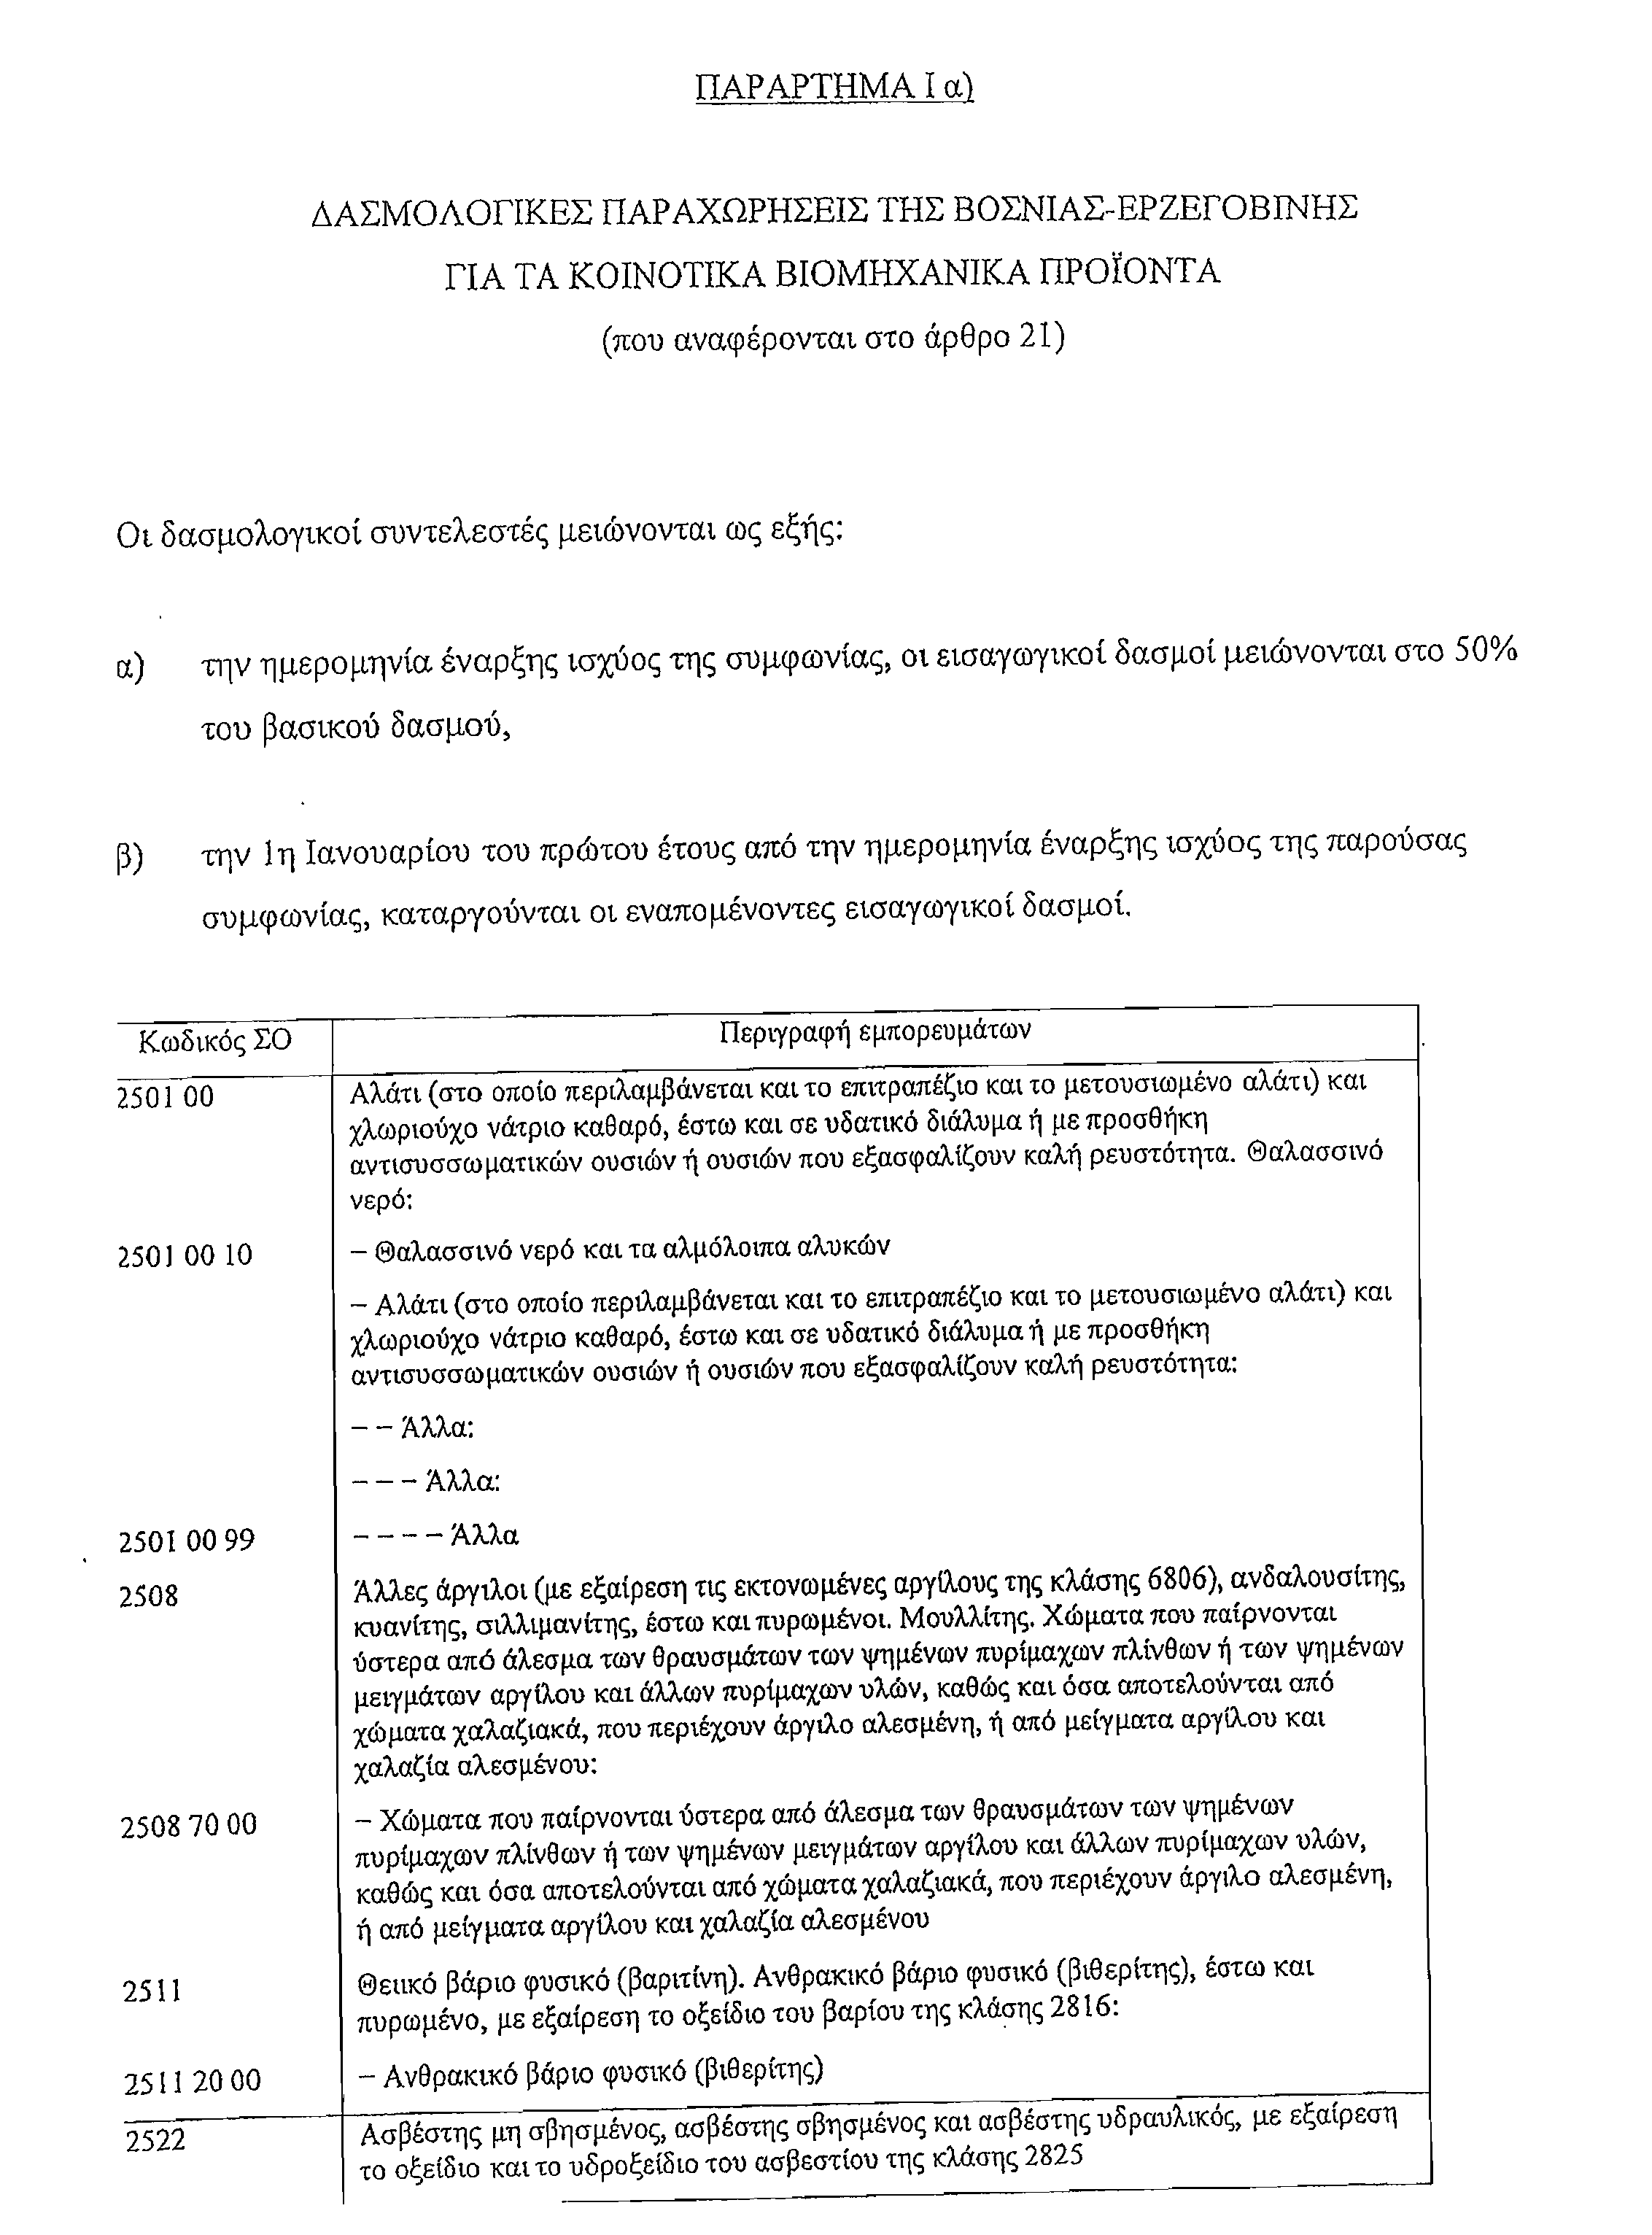 ΠΑΡΑΡΤΗΜΑ Ι α)
ΔΑΣΜΟΛΟΓΙΚΕΣ ΠΑΡΑΧΩΡΗΣΕΙΣ ΤΗΣ ΒΟΣΝΙΑΣ-ΕΡΖΕΓΟΒΙΝΗΣ
ΓΙΑ ΤΑ ΚΟΙΝΟΤΙΚΑ ΒΙΟΜΗΧΑΝΙΚΑ ΠΡΟΪΟΝΤΑ
(που αναφέρονται στο άρθρο 21)
Οι δασμολογικοί συντελεστές μειώνονται ως εξής:
α) την ημερομηνία έναρξης ισχύος της συμφωνίας, οι εισαγωγικοί δασμοί μειώνονται στο 50%
του βασικού δασμού,
β) την 1η Ιανουαρίου του πρώτου έτους από την ημερομηνία έναρξης ισχύος της παρούσας
συμφωνίας, καταργούνται οι εναπομένοντες εισαγωγικοί δασμοί.
Κωδικός ΣΟ Περιγραφή εμπορευμάτων
2501 00 Αλάτι (στο οποίο περιλαμβάνεται και το επιτραπέζιο και το μετουσιωμένο αλάτι) και
χλωριούχο νάτριο καθαρό, έστω και σε υδατικό διάλυμα ή με προσθήκη
αντισυσσωματικών ουσιών ή ουσιών που εξασφαλίζουν καλή ρευστότητα. Θαλασσινό
νερό:
2501 00 10 – Θαλασσινό νερό και τα αλμόλοιπα αλυκών
– Αλάτι (στο οποίο περιλαμβάνεται και το επιτραπέζιο και το μετουσιωμένο αλάτι) και
χλωριούχο νάτριο καθαρό, έστω και σε υδατικό διάλυμα ή με προσθήκη
αντισυσσωματικών ουσιών ή ουσιών που εξασφαλίζουν καλή ρευστότητα:
– – Άλλα:
– – – Άλλα:
2501 00 99 – – – – Άλλα
2508 Άλλες άργιλοι (με εξαίρεση τις εκτονωμένες αργίλους της κλάσης 6806), ανδαλουσίτης,
κυανίτης, σιλλιμανίτης, έστω και πυρωμένοι. Μουλλίτης. Χώματα που παίρνονται
ύστερα από άλεσμα των θραυσμάτων των ψημένων πυρίμαχων πλίνθων ή των ψημένων
μειγμάτων αργίλου και άλλων πυρίμαχων υλών, καθώς και όσα αποτελούνται από
χώματα χαλαζιακά, που περιέχουν άργιλο αλεσμένη, ή από μείγματα αργίλου και
χαλαζία αλεσμένου:
2508 70 00 – Χώματα που παίρνονται ύστερα από άλεσμα των θραυσμάτων των ψημένων
πυρίμαχων πλίνθων ή των ψημένων μειγμάτων αργίλου και άλλων πυρίμαχων υλών,
καθώς και όσα αποτελούνται από χώματα χαλαζιακά, που περιέχουν άργιλο αλεσμένη,
ή από μείγματα αργίλου και χαλαζία αλεσμένου
2511 Θειικό βάριο φυσικό (βαριτίνη). Ανθρακικό βάριο φυσικό (βιθερίτης), έστω και
πυρωμένο, με εξαίρεση το οξείδιο του βαρίου της κλάσης 2816:
2511 20 00 – Ανθρακικό βάριο φυσικό (βιθερίτης)
2522 Ασβέστης μη σβησμένος, ασβέστης σβησμένος και ασβέστης υδραυλικός, με εξαίρεση
το οξείδιο και το υδροξείδιο του ασβεστίου της κλάσης 2825